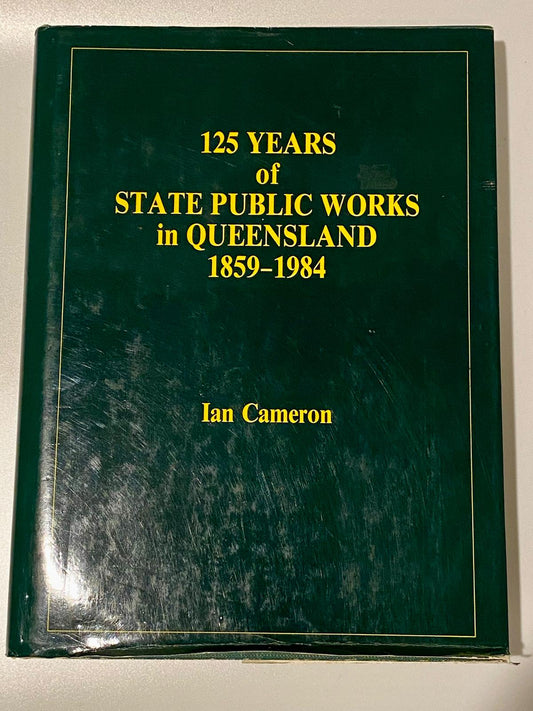 125 YEARS
of
STATE PUBLIC WORKS
in QUEENSLAND
1859–1984
Ian Cameron